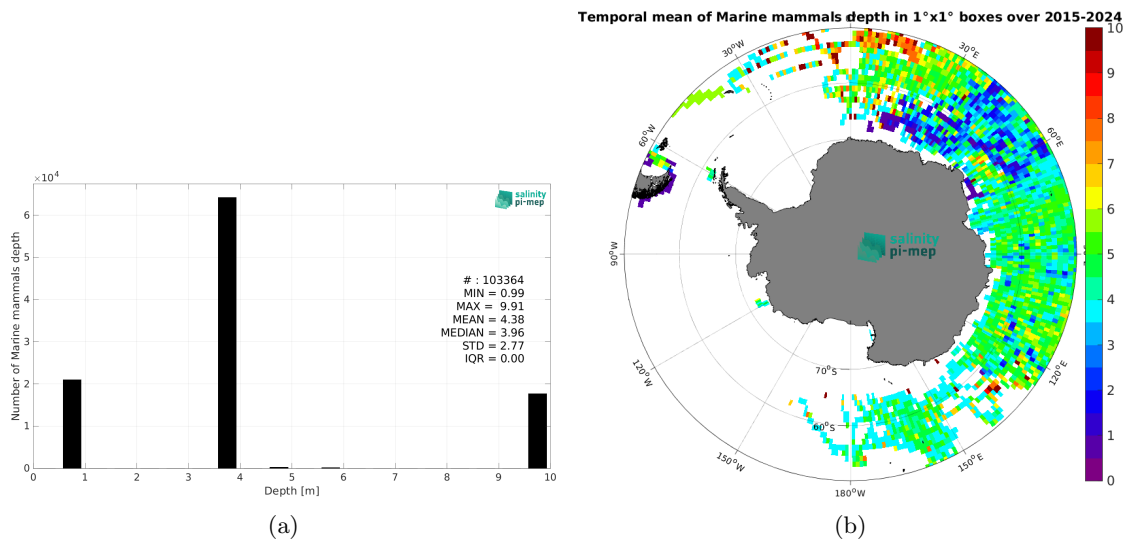 ×10⁴
6
5
4
3
2
1
0
0 1 2 3 4 5 6 7 8 9 10
Number of Marine mammals depth
Depth [m]
salinity
pi-mep
# : 103364
MIN = 0.99
MAX = 9.91
MEAN = 4.38
MEDIAN = 3.96
STD = 2.77
IQR = 0.00
(a)
Temporal mean of Marine mammals depth in 1°x1° boxes over 2015-2024
30°W
30°E
60°W
60°E
90°W
120°W
120°E
150°W
150°E
180°W
70°S
60°S
salinity
pi-mep
10
9
8
7
6
5
4
3
2
1
0
(b)